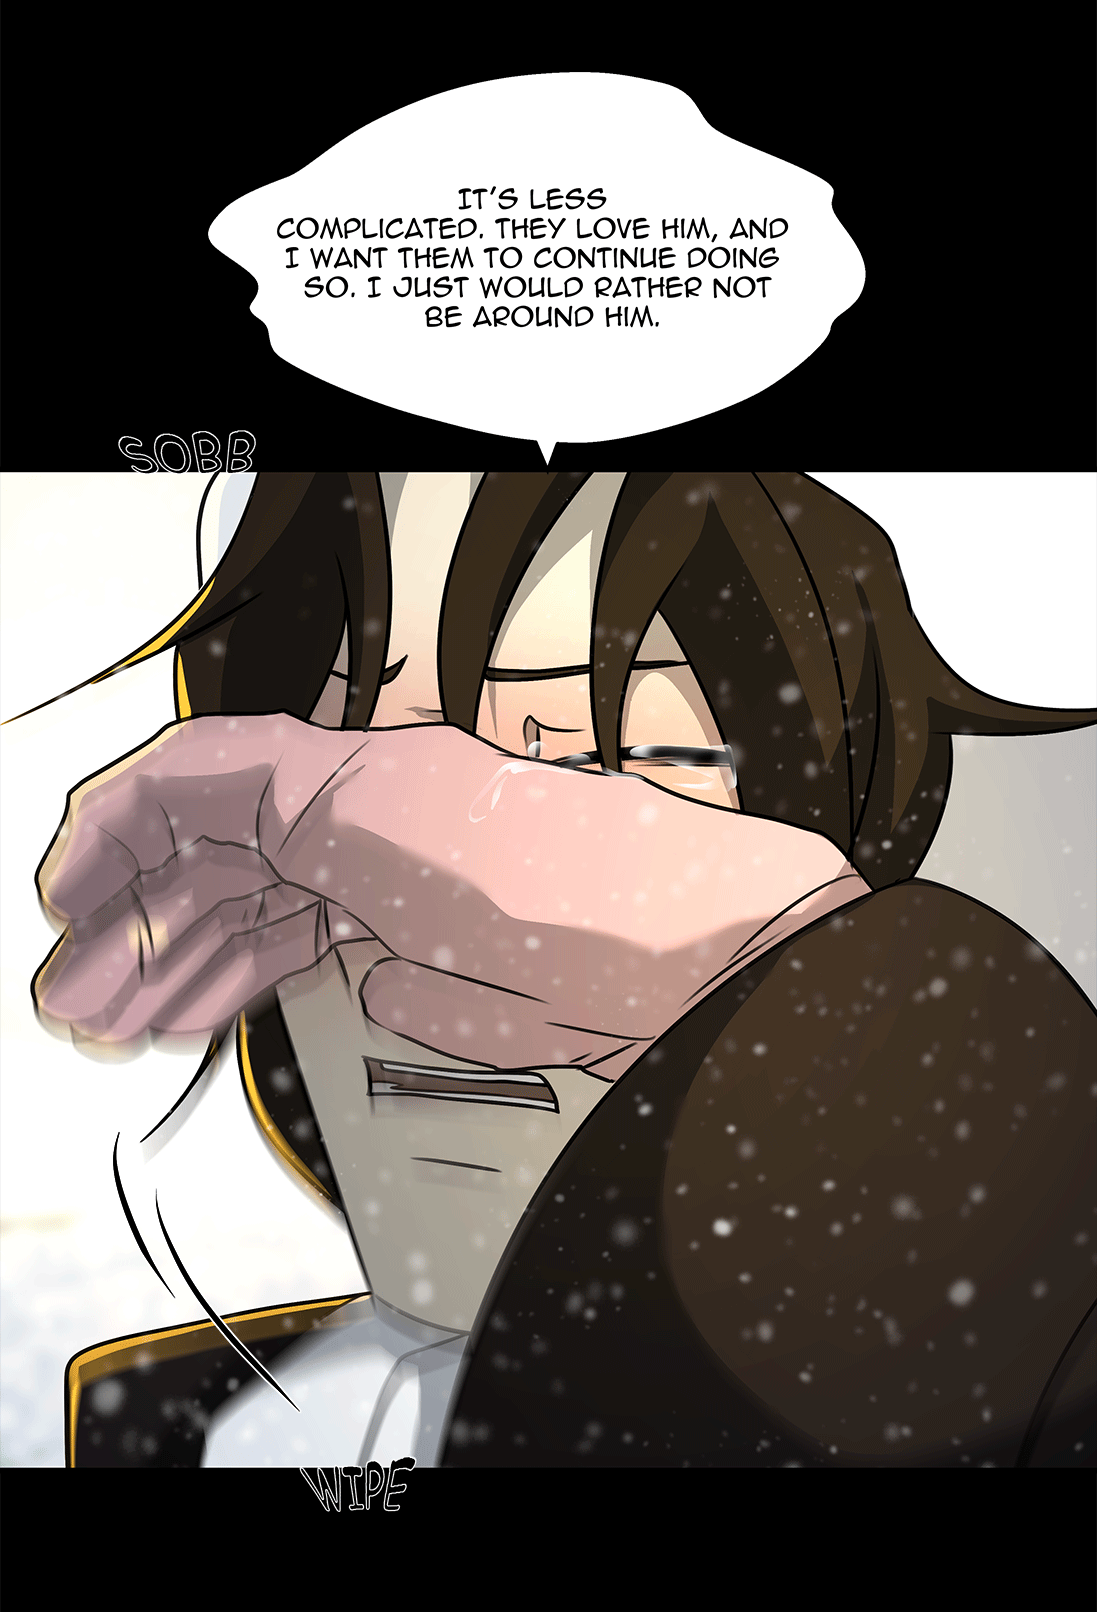 IT'S LESS
COMPLICATED. THEY LOVE HIM, AND
I WANT THEM TO CONTINUE DOING
SO. I JUST WOULD RATHER NOT
BE AROUND HIM.
SOBB
WIPE